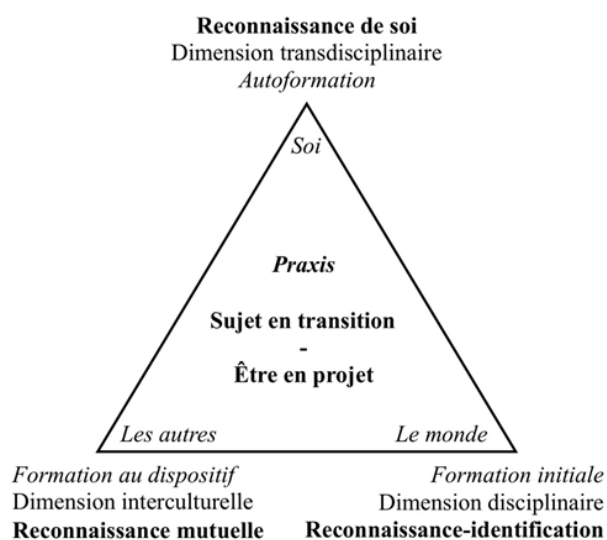 Reconnaissance de soi
Dimension transdisciplinaire
Autoformation
Soi
Praxis
Sujet en transition
-
Être en projet
Les autres
Le monde
Formation au dispositif
Dimension interculturelle
Reconnaissance mutuelle
Formation initiale
Dimension disciplinaire
Reconnaissance-identification